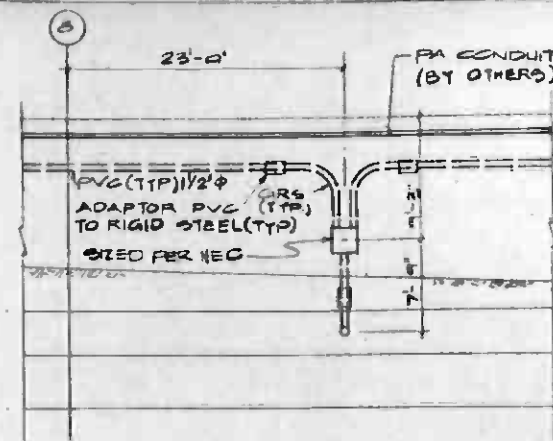 8
23'-0"
PA CONDUIT
(BY OTHERS)
PVC (TYP) 1 1/2" φ
GRS
(TYP.)
ADAPTOR PVC
TO RIGID STEEL (TYP)
SIZED PER NEC